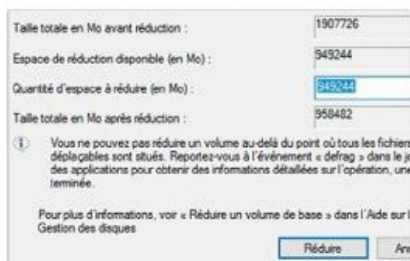 Taille totale en Mo avant réduction : 1907726
Espace de réduction disponible (en Mo) : 949244
Quantité d'espace à réduire (en Mo) : 949244
Taille totale en Mo après réduction : 958482
Vous ne pouvez pas réduire un volume au-delà du point où tous les fichiers
déplaçables sont situés. Reportez-vous à l'événement « defrag » dans le jo
des applications pour obtenir des informations détaillées sur l'opération, une
terminée.
Pour plus d'informations, voir « Réduire un volume de base » dans l'Aide sur l
Gestion des disques
Réduire Ann